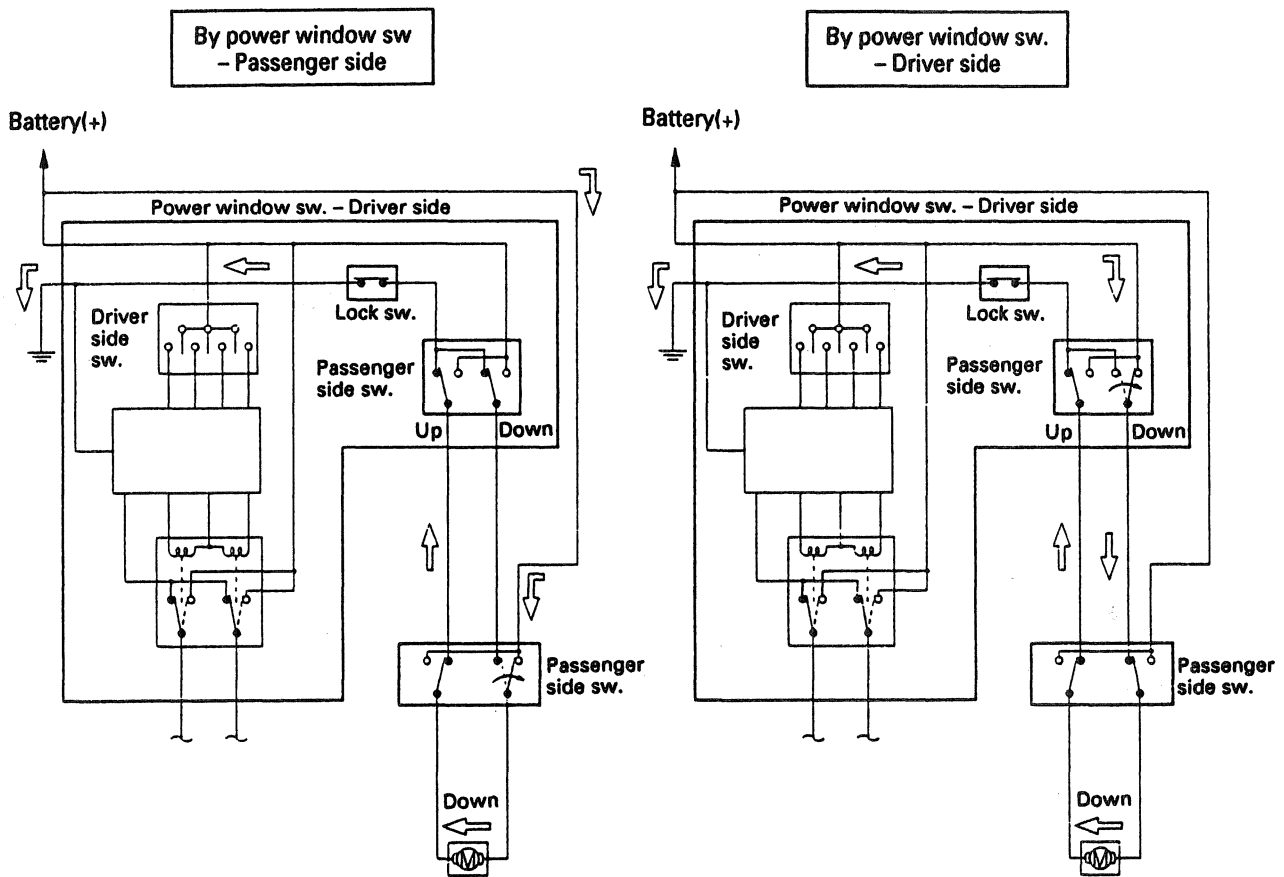 By power window sw
– Passenger side
Battery(+)
Power window sw. – Driver side
Lock sw.
Driver
side
sw.
Passenger
side sw.
Up
Down
Passenger
side sw.
Down
M
By power window sw.
– Driver side
Battery(+)
Power window sw. – Driver side
Lock sw.
Driver
side
sw.
Passenger
side sw.
Up
Down
Passenger
side sw.
Down
M